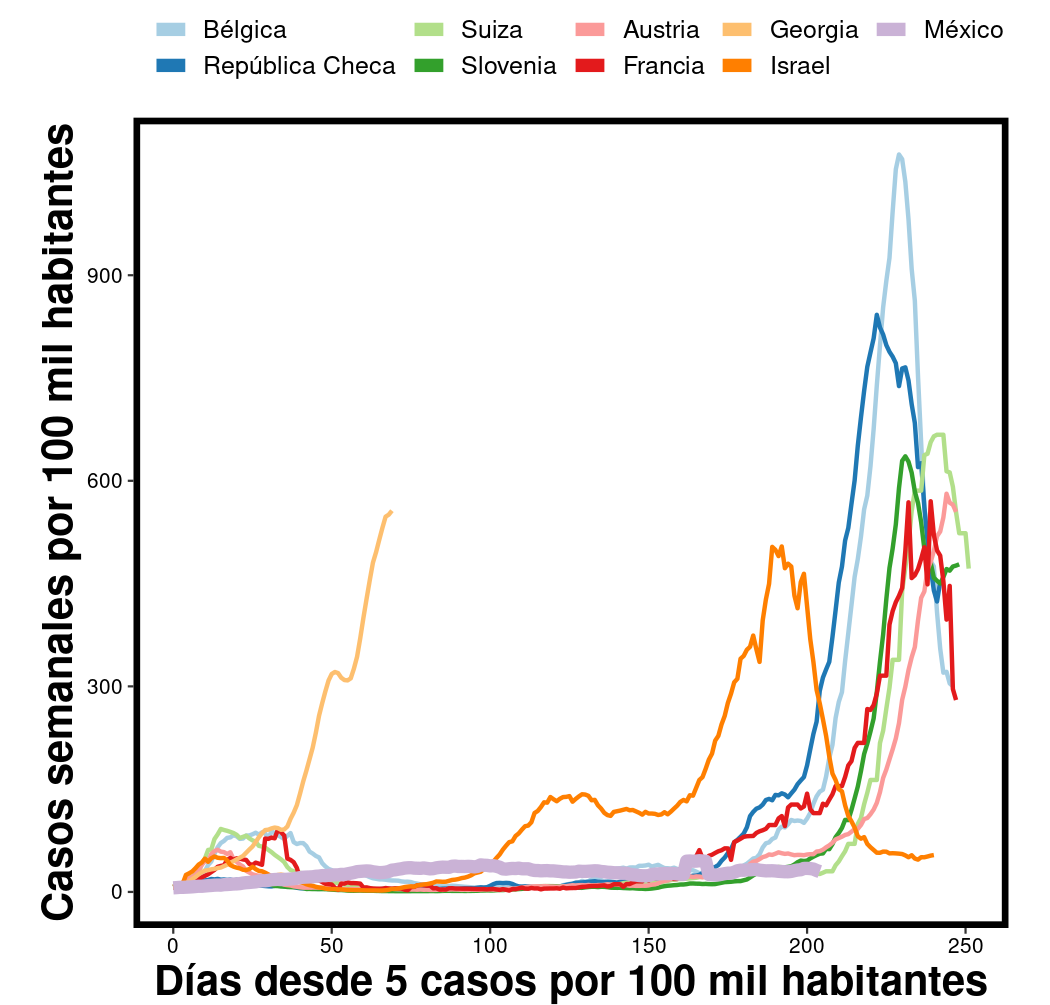 Bélgica Suiza Austria Georgia México
República Checa Slovenia Francia Israel
Casos semanales por 100 mil habitantes
900
600
300
0
0 50 100 150 200 250
Días desde 5 casos por 100 mil habitantes